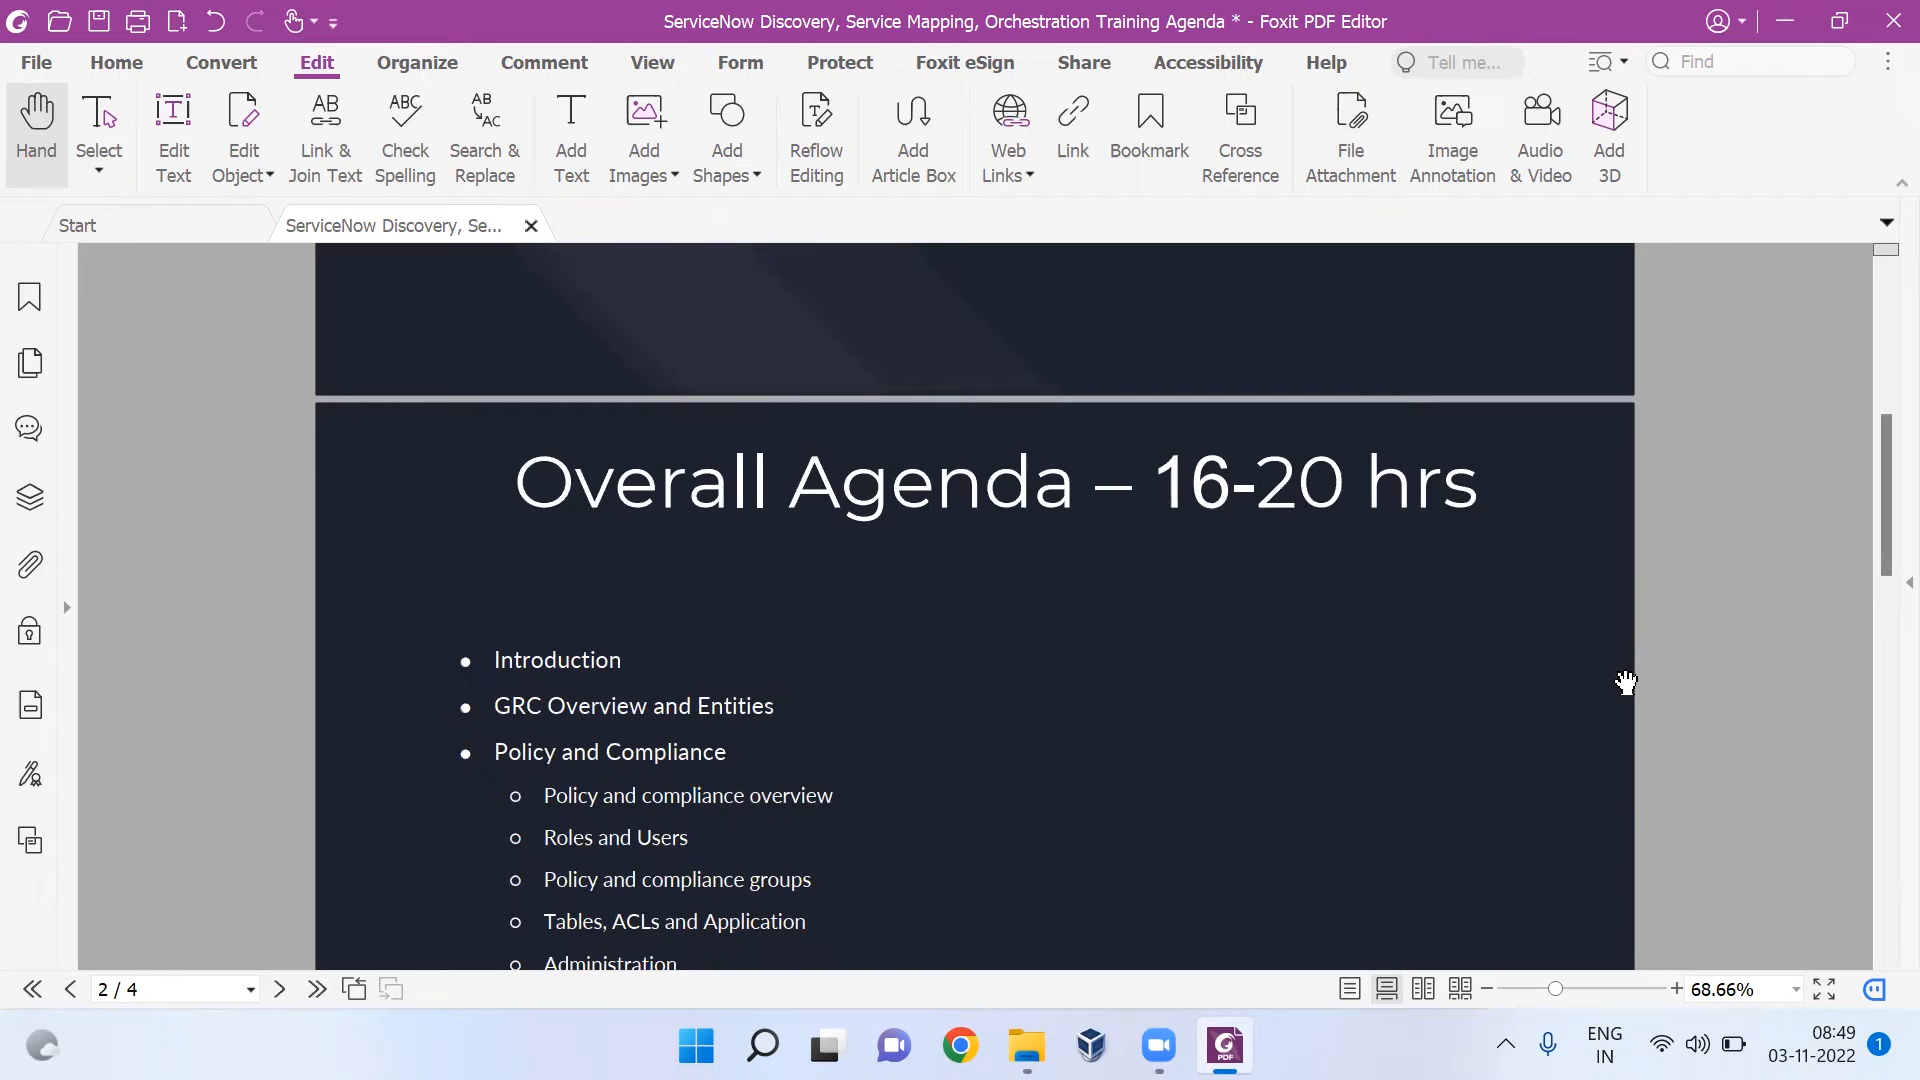 ServiceNow Discovery, Service Mapping, Orchestration Training Agenda * - Foxit PDF Editor
File Home Convert Edit Organize Comment View Form Protect Foxit eSign Share Accessibility Help Tell me... Find
Hand
Select
Edit Text
Edit Object
AB
Link & Join Text
ABC
Check Spelling
AB AC
Search & Replace
Add Text
Add Images
Add Shapes
Reflow Editing
Add Article Box
Web Links
Link
Bookmark
Cross Reference
File Attachment
Image Annotation
Audio & Video
Add 3D
Start
ServiceNow Discovery, Se...
Overall Agenda – 16-20 hrs
• Introduction
• GRC Overview and Entities
• Policy and Compliance
o Policy and compliance overview
o Roles and Users
o Policy and compliance groups
o Tables, ACLs and Application
o Administration
2 / 4
68.66%
PDF
ENG
IN
08:49
03-11-2022
1